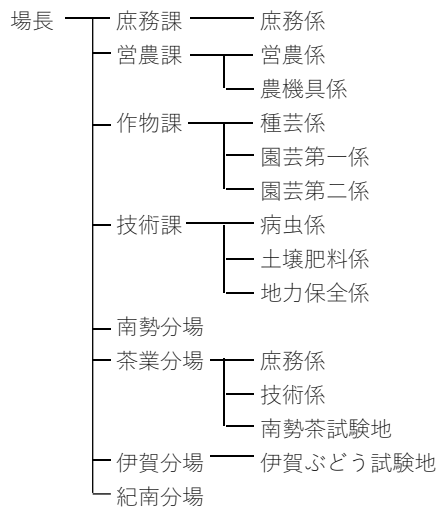 場長 庶務課 庶務係
営農課 営農係
農機具係
作物課 種芸係
園芸第一係
園芸第二係
技術課 病虫係
土壌肥料係
地力保全係
南勢分場
茶業分場 庶務係
技術係
南勢茶試験地
伊賀分場 伊賀ぶどう試験地
紀南分場